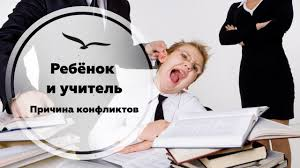 Ребёнок
и учитель
Причина конфликтов